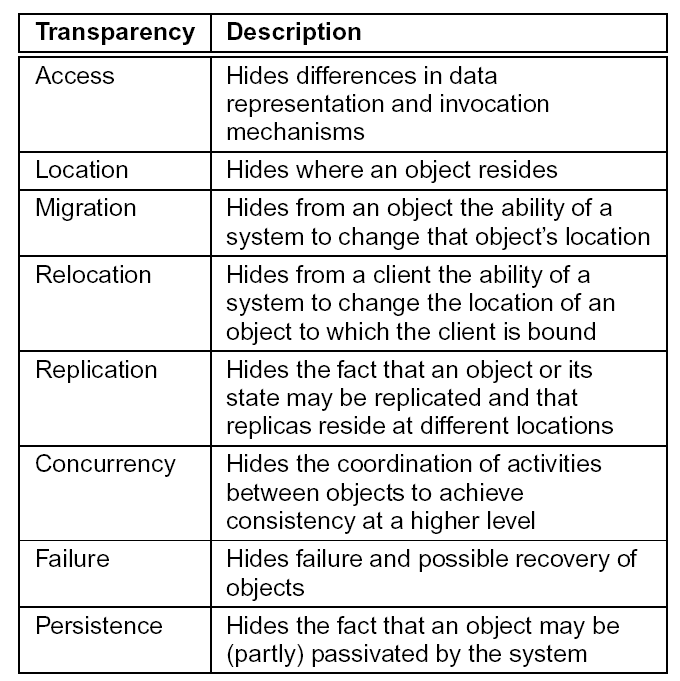 Transparency Description
Access Hides differences in data
representation and invocation
mechanisms
Location Hides where an object resides
Migration Hides from an object the ability of a
system to change that object's location
Relocation Hides from a client the ability of a
system to change the location of an
object to which the client is bound
Replication Hides the fact that an object or its
state may be replicated and that
replicas reside at different locations
Concurrency Hides the coordination of activities
between objects to achieve
consistency at a higher level
Failure Hides failure and possible recovery of
objects
Persistence Hides the fact that an object may be
(partly) passivated by the system